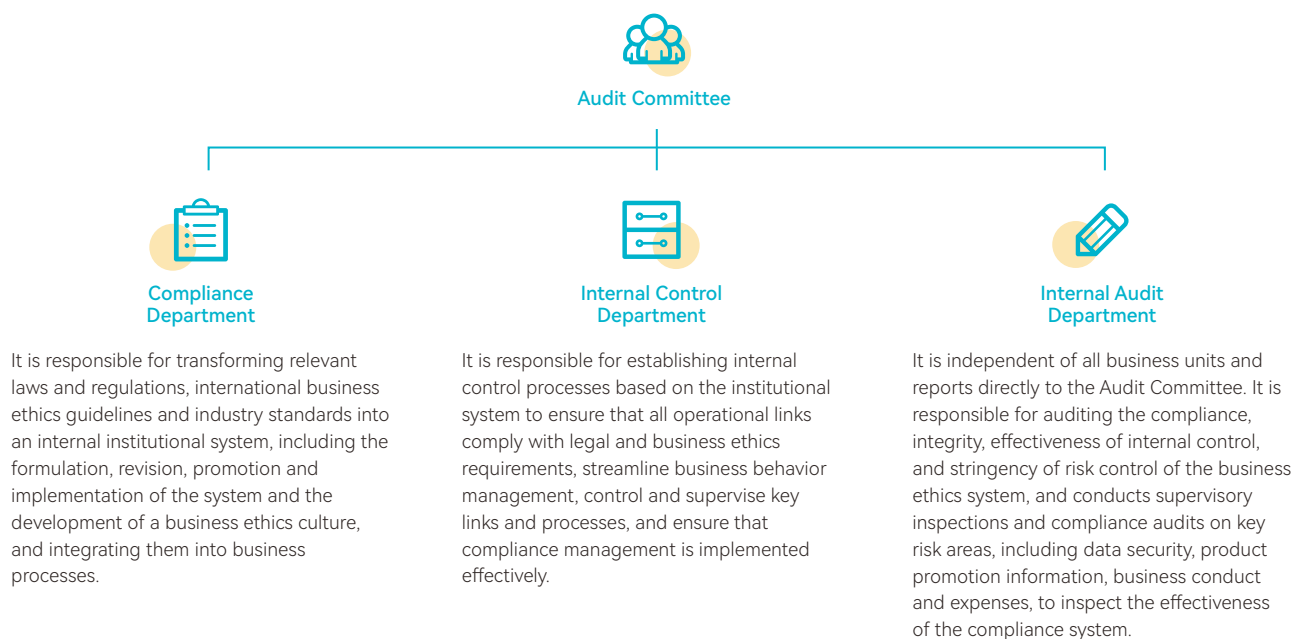 Audit Committee
Compliance
Department
It is responsible for transforming relevant
laws and regulations, international business
ethics guidelines and industry standards into
an internal institutional system, including the
formulation, revision, promotion and
implementation of the system and the
development of a business ethics culture,
and integrating them into business
processes.
Internal Control
Department
It is responsible for establishing internal
control processes based on the institutional
system to ensure that all operational links
comply with legal and business ethics
requirements, streamline business behavior
management, control and supervise key
links and processes, and ensure that
compliance management is implemented
effectively.
Internal Audit
Department
It is independent of all business units and
reports directly to the Audit Committee. It is
responsible for auditing the compliance,
integrity, effectiveness of internal control,
and stringency of risk control of the business
ethics system, and conducts supervisory
inspections and compliance audits on key
risk areas, including data security, product
promotion information, business conduct
and expenses, to inspect the effectiveness
of the compliance system.